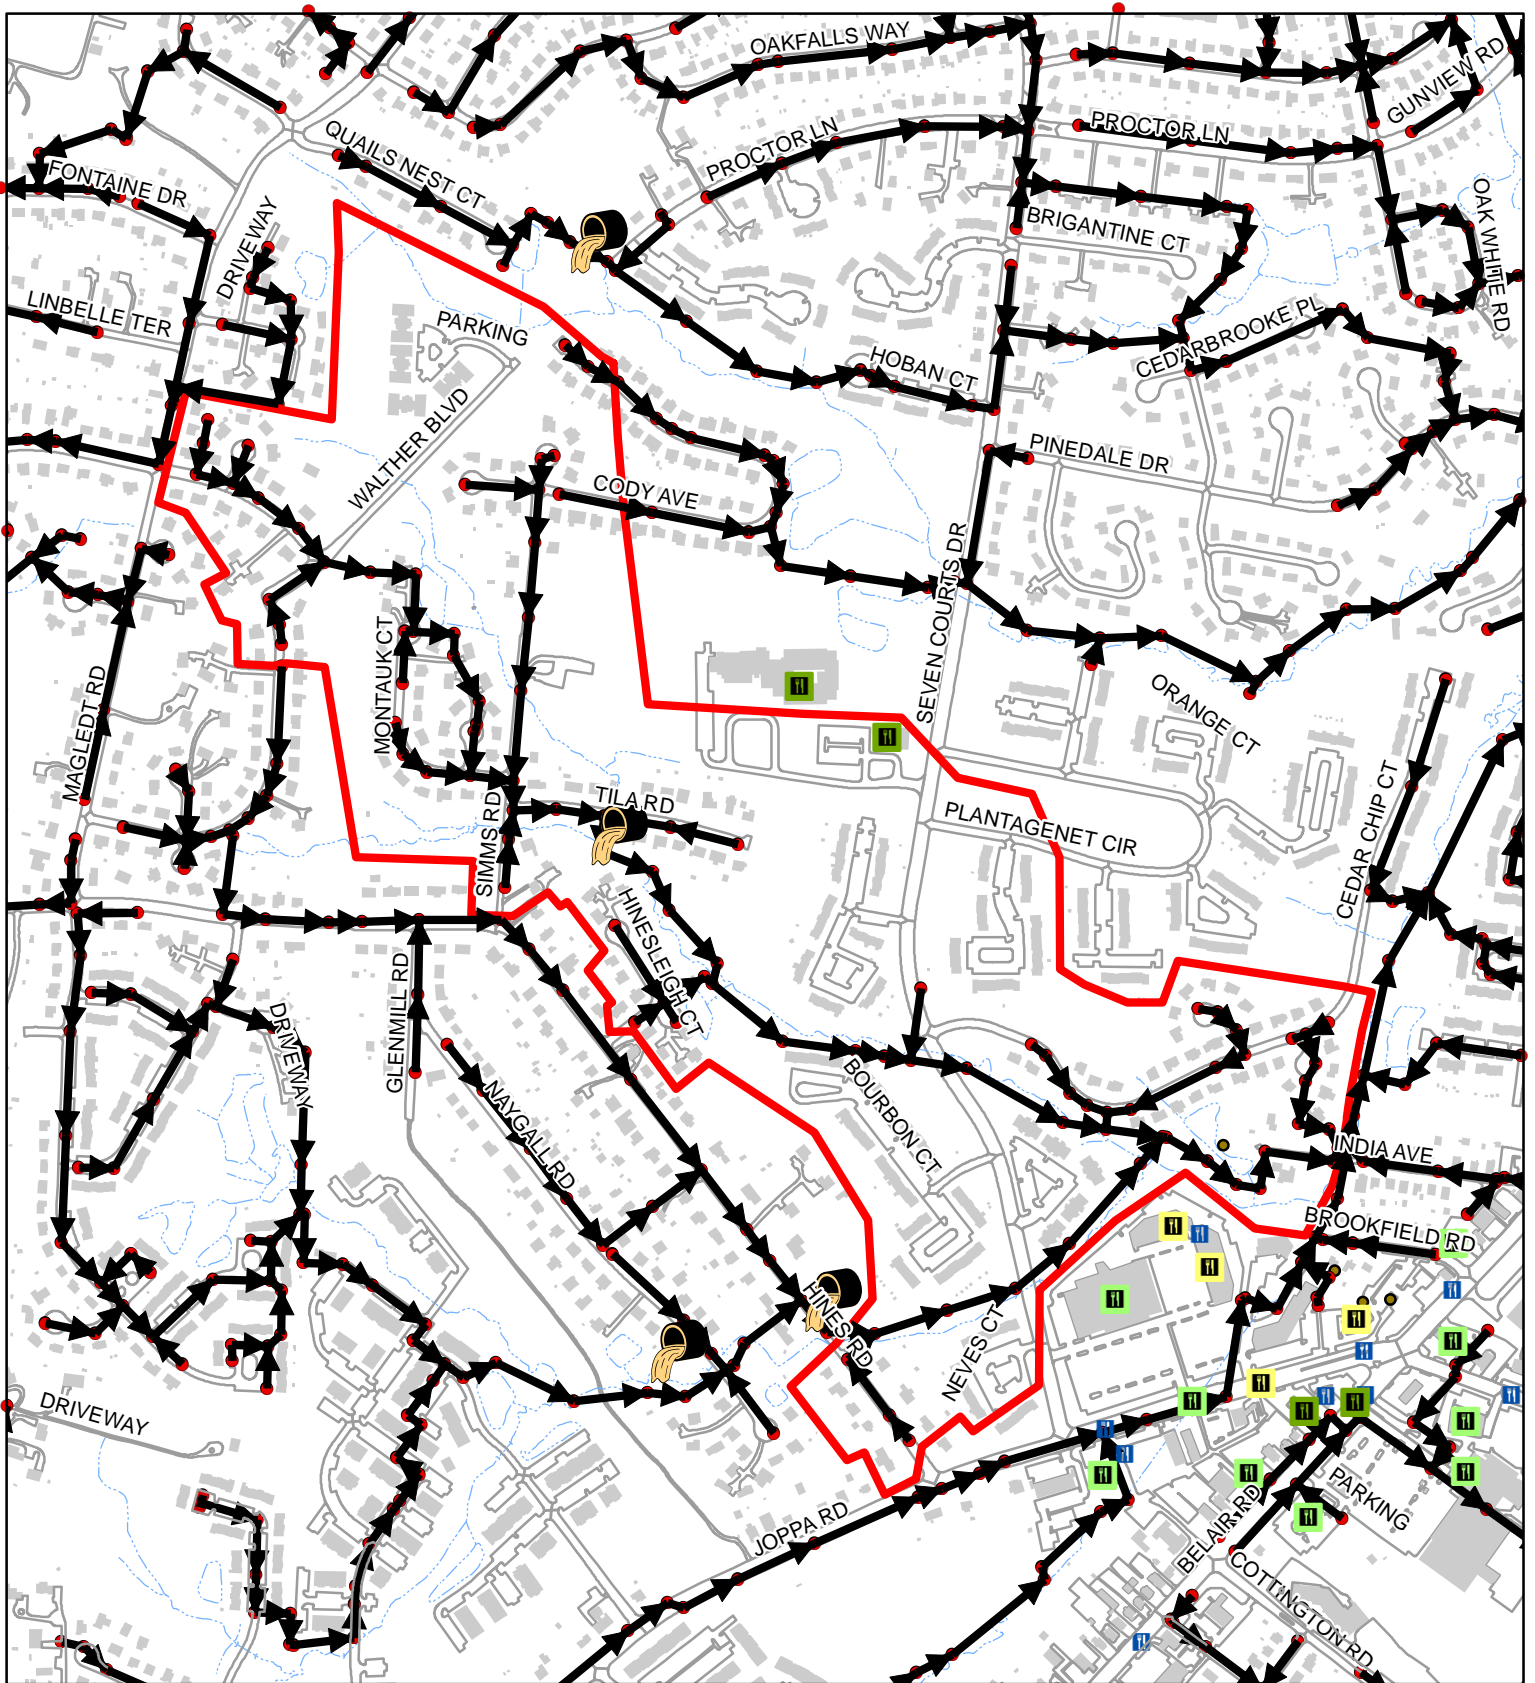 OAKFALLS WAY
GUNVIEW RD
QUAILS NEST CT
PROCTOR LN
PROCTOR LN
FONTAINE DR
OAK WHITE RD
DRIVEWAY
BRIGANTINE CT
LINBELLE TER
PARKING
CEDARBROOKE PL
HOBAN CT
WALTHER BLVD
PINEDALE DR
CODY AVE
SEVEN COURTS DR
MONTAUK CT
MAGLEDT RD
ORANGE CT
TILA RD
SIMMS RD
PLANTAGENET CIR
CEDAR CHIP CT
HINESLEIGH CT
GLENMILL RD
DRIVEWAY
NAYGALL RD
BOURBON CT
INDIA AVE
BROOKFIELD RD
HINES RD
NEVES CT
DRIVEWAY
JOPPA RD
BELAIR RD
PARKING
COTTINGTON RD